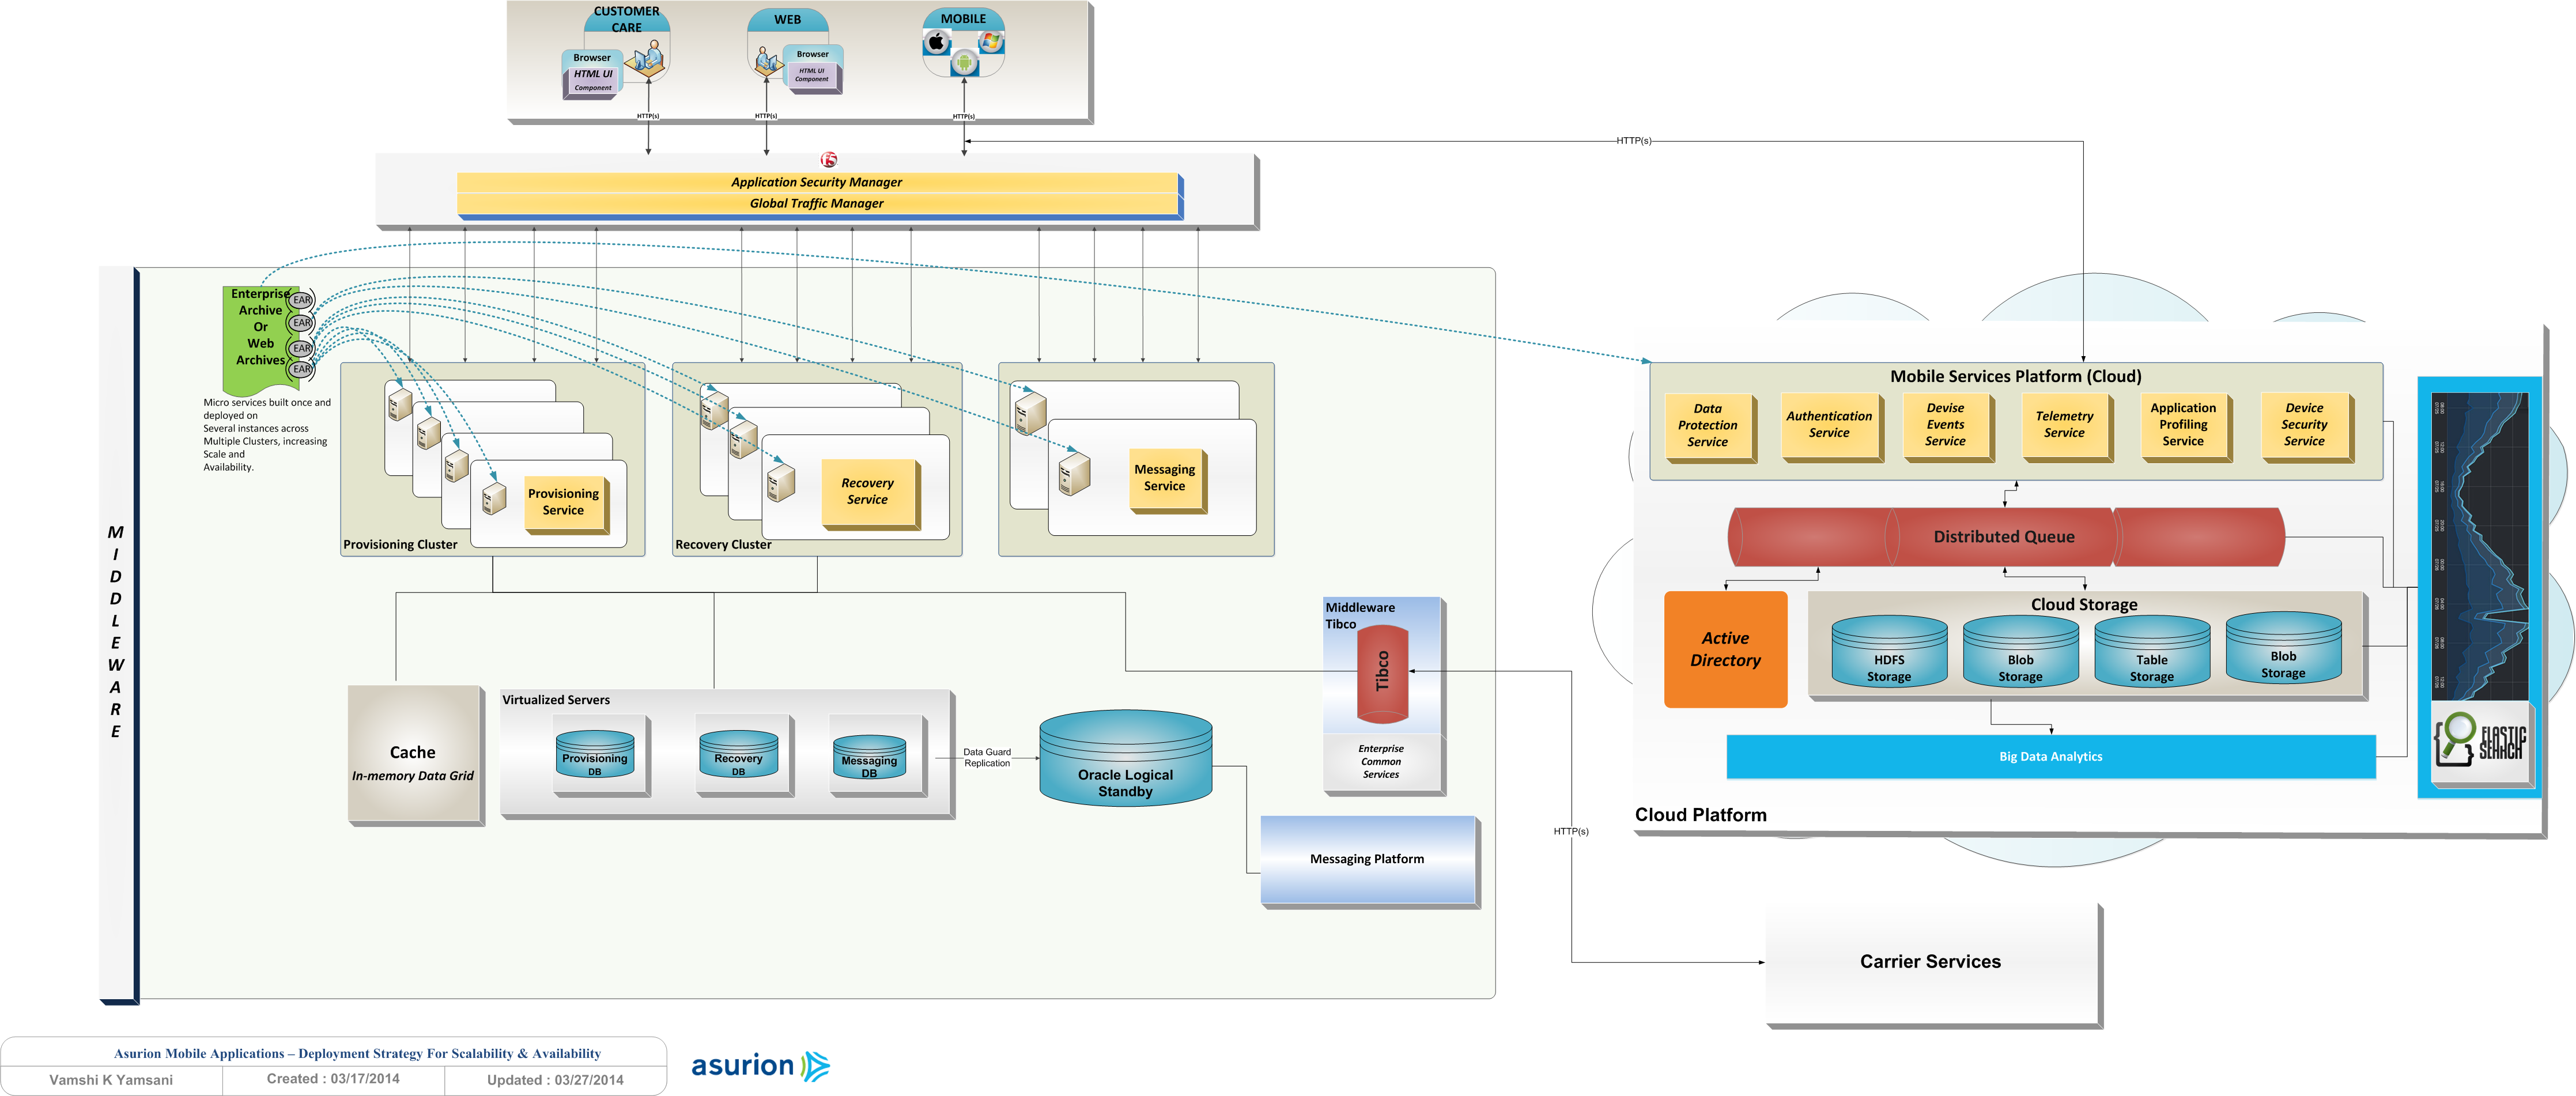 CUSTOMER
CARE
Browser
HTML UI
Component
WEB
Browser
HTML UI
Component
MOBILE
HTTP(s)
HTTP(s)
HTTP(s)
HTTP(s)
f5
Application Security Manager
Global Traffic Manager
MIDDLEWARE
Enterprise
Archive
Or
Web
Archives
EAR
EAR
EAR
EAR
Micro services built once and
deployed on
Several instances across
Multiple Clusters, increasing
Scale and
Availability.
Provisioning
Service
Provisioning Cluster
Recovery
Service
Recovery Cluster
Messaging
Service
Cache
In-memory Data Grid
Virtualized Servers
Provisioning
DB
Recovery
DB
Messaging
DB
Data Guard
Replication
Oracle Logical
Standby
Middleware
Tibco
Tibco
Enterprise
Common
Services
Messaging Platform
HTTP(s)
Mobile Services Platform (Cloud)
Data
Protection
Service
Authentication
Service
Devise
Events
Service
Telemetry
Service
Application
Profiling
Service
Device
Security
Service
Distributed Queue
Active
Directory
Cloud Storage
HDFS
Storage
Blob
Storage
Table
Storage
Blob
Storage
Big Data Analytics
ELASTIC
SEARCH
Cloud Platform
Carrier Services
Asurion Mobile Applications – Deployment Strategy For Scalability & Availability
Vamshi K Yamsani
Created : 03/17/2014
Updated : 03/27/2014
asurion